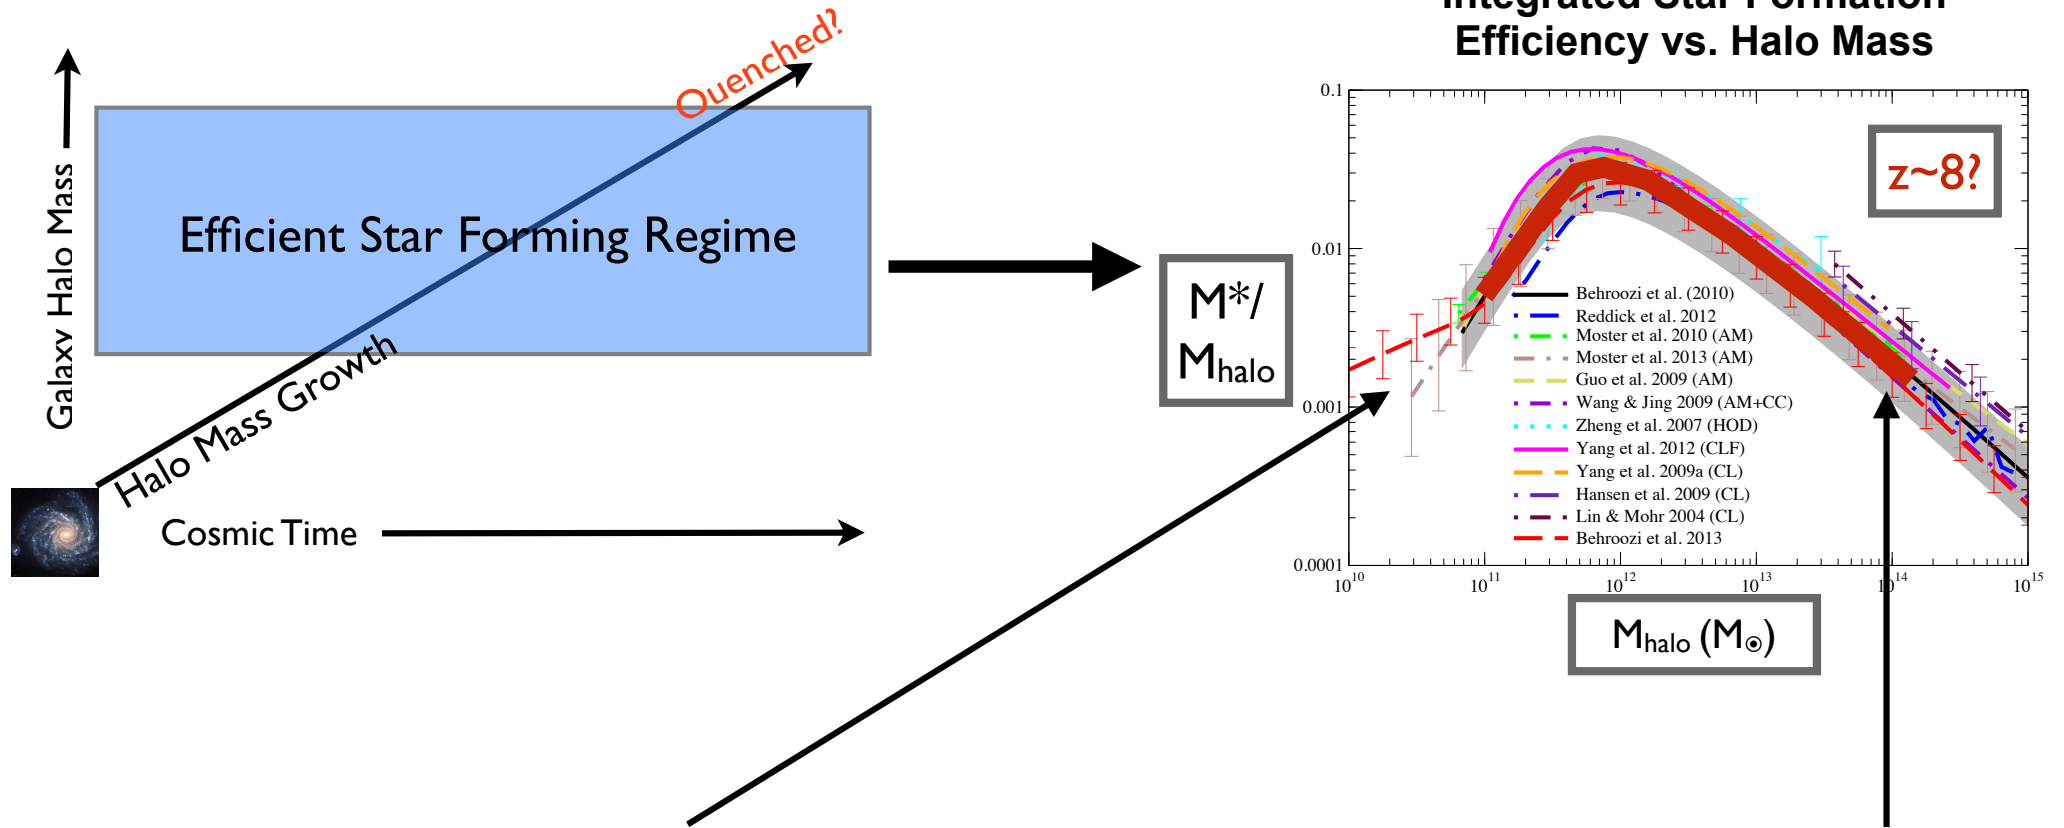 Integrated Star Formation
Efficiency vs. Halo Mass
Quenched?
Galaxy Halo Mass
Efficient Star Forming Regime
Halo Mass Growth
Cosmic Time
M*/
Mhalo
z~8?
0.1
0.01
0.001
0.0001
Behroozi et al. (2010)
Reddick et al. 2012
Moster et al. 2010 (AM)
Moster et al. 2013 (AM)
Guo et al. 2009 (AM)
Wang & Jing 2009 (AM+CC)
Zheng et al. 2007 (HOD)
Yang et al. 2012 (CLF)
Yang et al. 2009a (CL)
Hansen et al. 2009 (CL)
Lin & Mohr 2004 (CL)
Behroozi et al. 2013
10^10 10^11 10^12 10^13 10^14 10^15
Mhalo (M☉)